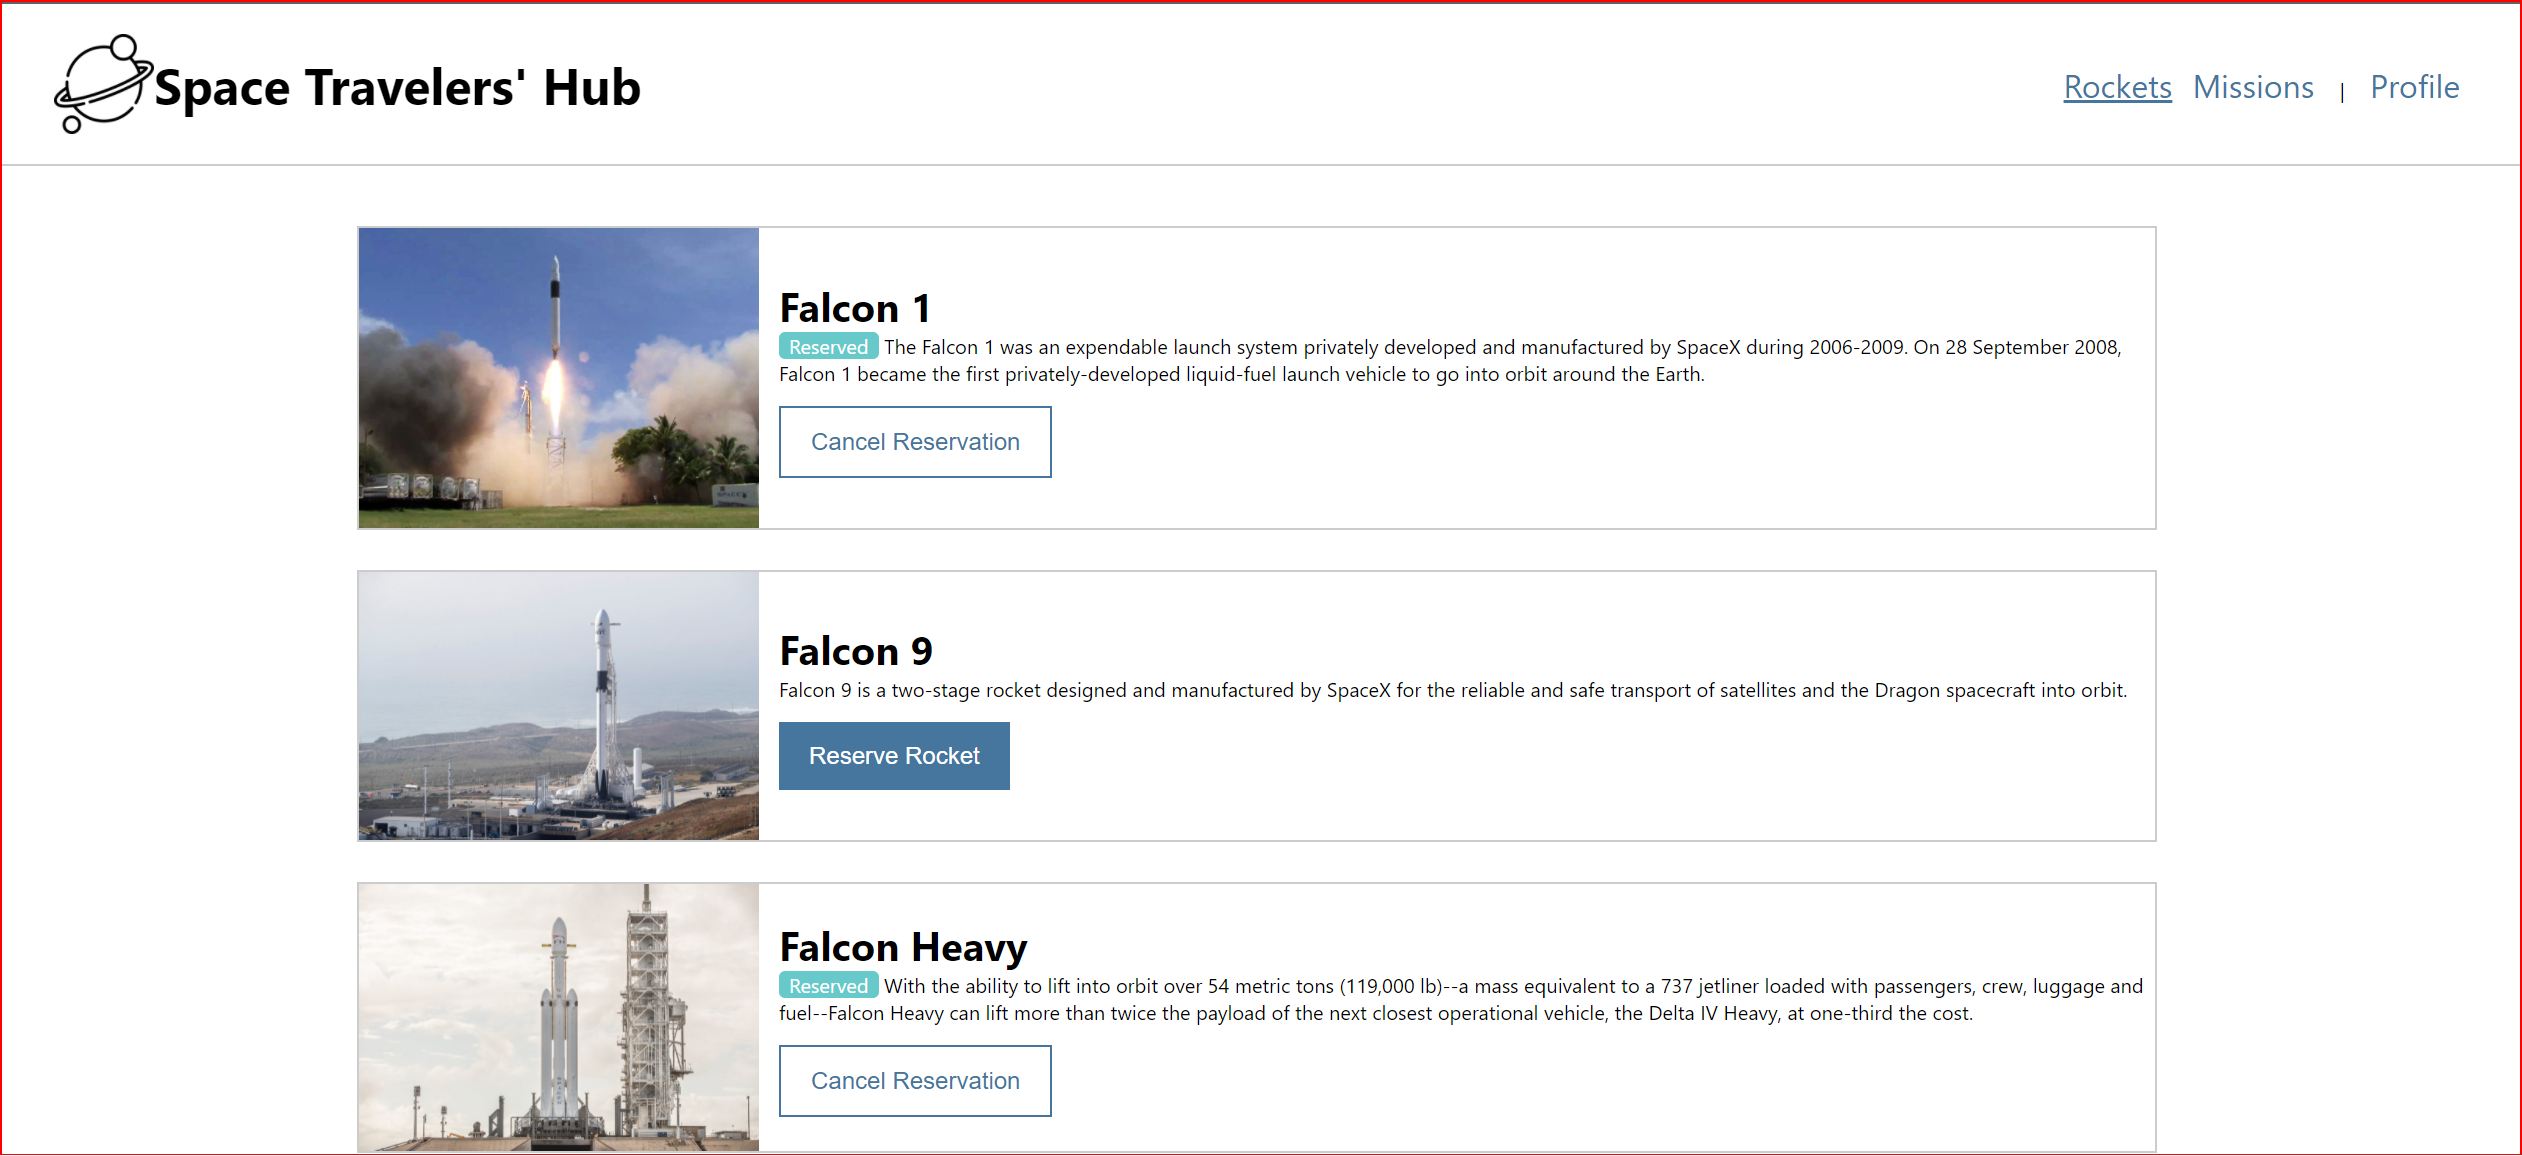 Space Travelers' Hub
Rockets Missions | Profile
Falcon 1
Reserved The Falcon 1 was an expendable launch system privately developed and manufactured by SpaceX during 2006-2009. On 28 September 2008,
Falcon 1 became the first privately-developed liquid-fuel launch vehicle to go into orbit around the Earth.
Cancel Reservation
Falcon 9
Falcon 9 is a two-stage rocket designed and manufactured by SpaceX for the reliable and safe transport of satellites and the Dragon spacecraft into orbit.
Reserve Rocket
Falcon Heavy
Reserved With the ability to lift into orbit over 54 metric tons (119,000 lb)--a mass equivalent to a 737 jetliner loaded with passengers, crew, luggage and
fuel--Falcon Heavy can lift more than twice the payload of the next closest operational vehicle, the Delta IV Heavy, at one-third the cost.
Cancel Reservation